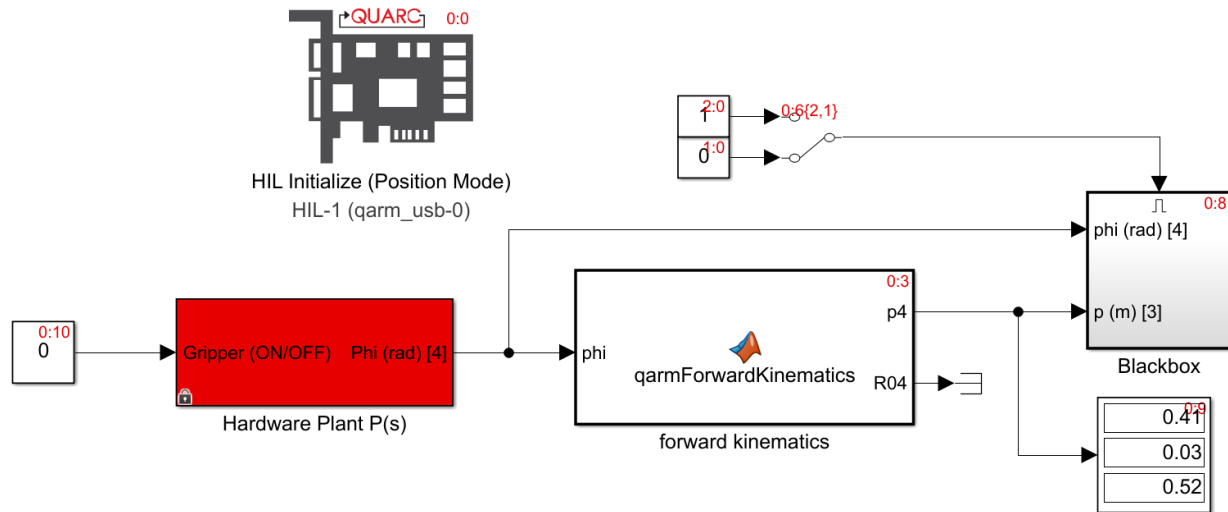 QUARC
0:0
HIL Initialize (Position Mode)
HIL-1 (qarm_usb-0)
2:0
1
0:6{2,1}
1:0
0
0:8
phi (rad) [4]
p (m) [3]
Blackbox
0:10
0
Gripper (ON/OFF)
Phi (rad) [4]
Hardware Plant P(s)
0:3
phi
p4
qarmForwardKinematics
R04
forward kinematics
0:9
0.41
0.03
0.52